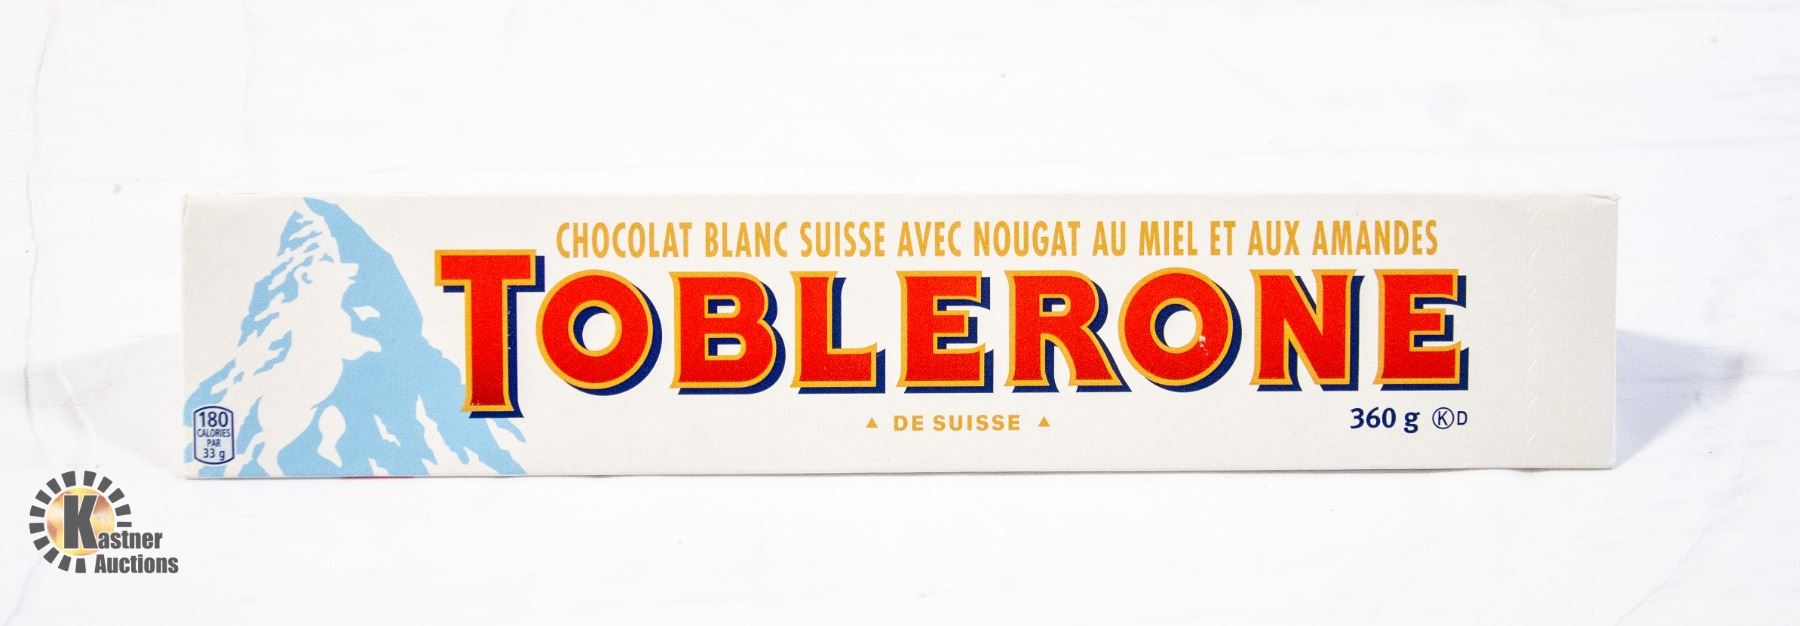 CHOCOLAT BLANC SUISSE AVEC NOUGAT AU MIEL ET AUX AMANDES
TOBLERONE
▲ DE SUISSE ▲
360 g ⓀD
180
CALORIES
PAR
33 g
Kastner
Auctions